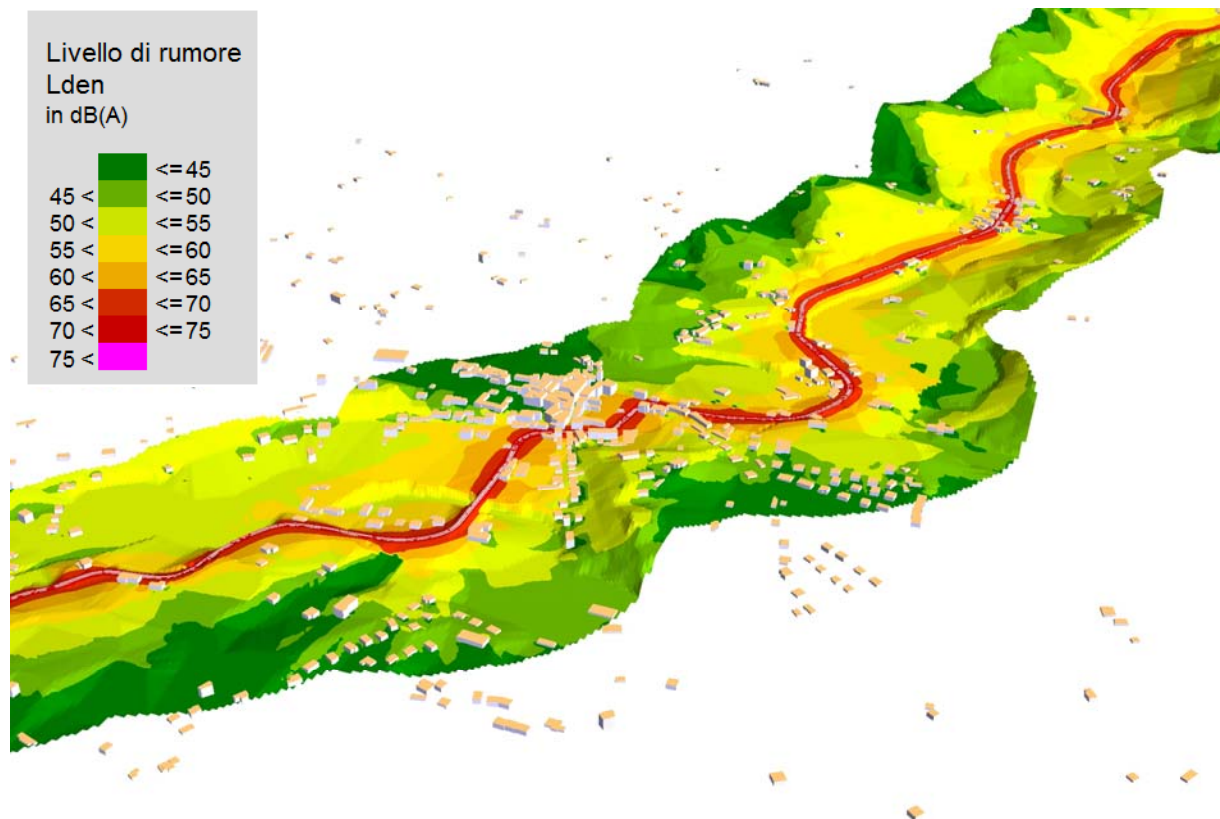 Livello di rumore
Lden
in dB(A)
<=45
45 < <=50
50 < <=55
55 < <=60
60 < <=65
65 < <=70
70 < <=75
75 <